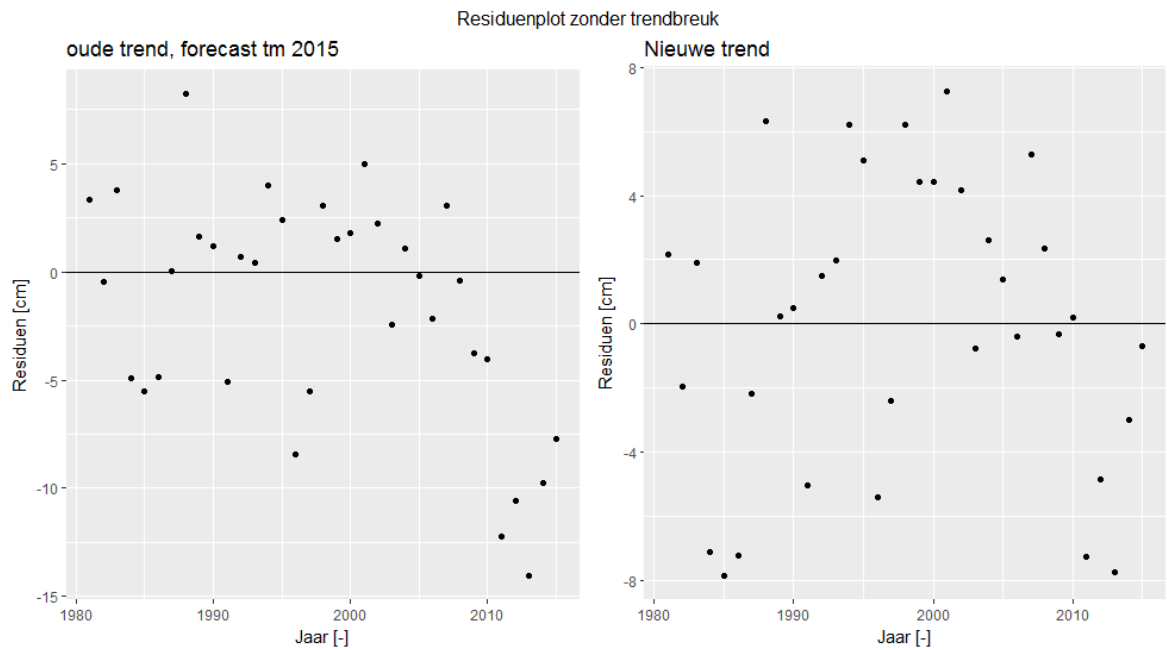 Residuenplot zonder trendbreuk
oude trend, forecast tm 2015
Residuen [cm]
5
0
-5
-10
-15
1980
1990
2000
2010
Jaar [-]
Nieuwe trend
Residuen [cm]
8
4
0
-4
-8
1980
1990
2000
2010
Jaar [-]